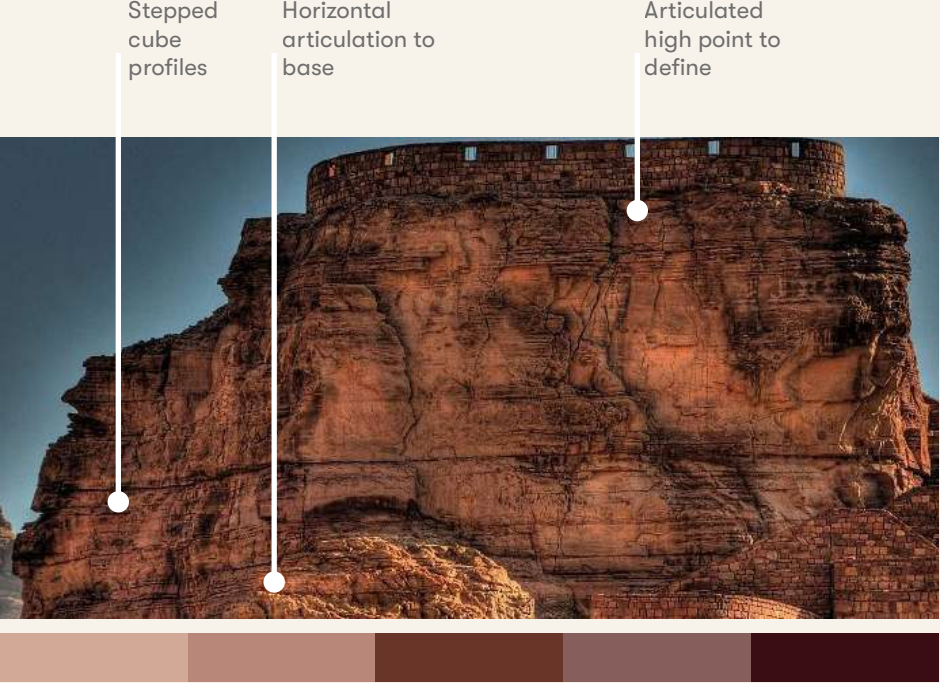 Stepped
cube
profiles
Horizontal
articulation to
base
Articulated
high point to
define